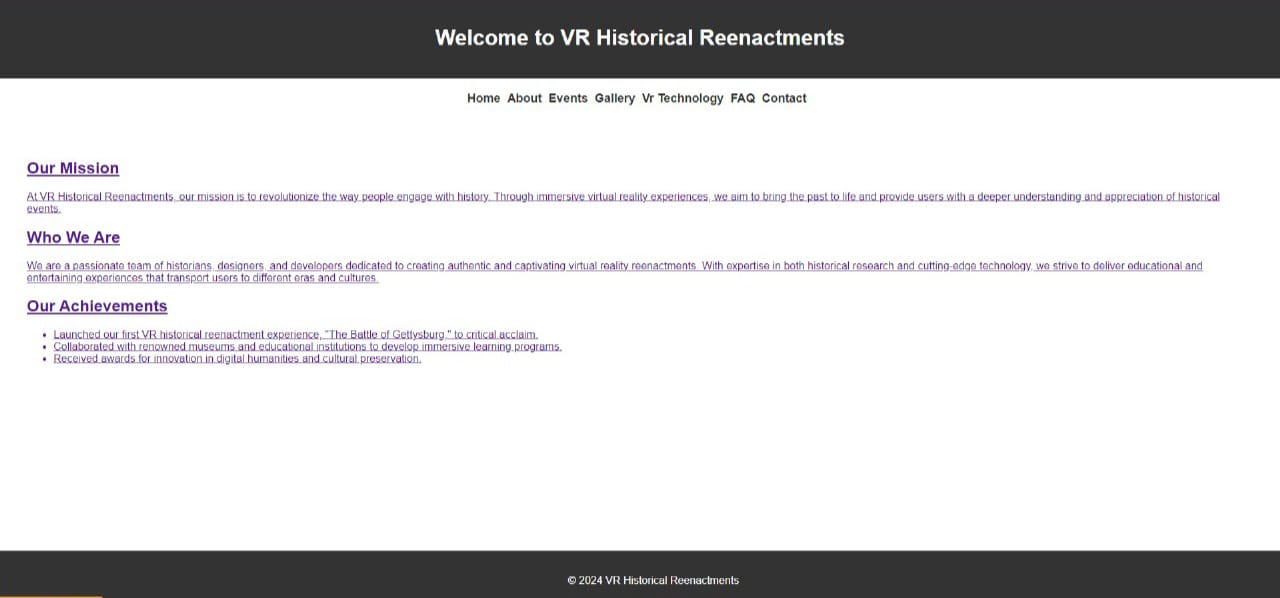 Welcome to VR Historical Reenactments
Home About Events Gallery Vr Technology FAQ Contact
Our Mission
At VR Historical Reenactments, our mission is to revolutionize the way people engage with history. Through immersive virtual reality experiences, we aim to bring the past to life and provide users with a deeper understanding and appreciation of historical
events.
Who We Are
We are a passionate team of historians, designers, and developers dedicated to creating authentic and captivating virtual reality reenactments. With expertise in both historical research and cutting-edge technology, we strive to deliver educational and
entertaining experiences that transport users to different eras and cultures.
Our Achievements
• Launched our first VR historical reenactment experience, "The Battle of Gettysburg," to critical acclaim.
• Collaborated with renowned museums and educational institutions to develop immersive learning programs.
• Received awards for innovation in digital humanities and cultural preservation.
© 2024 VR Historical Reenactments